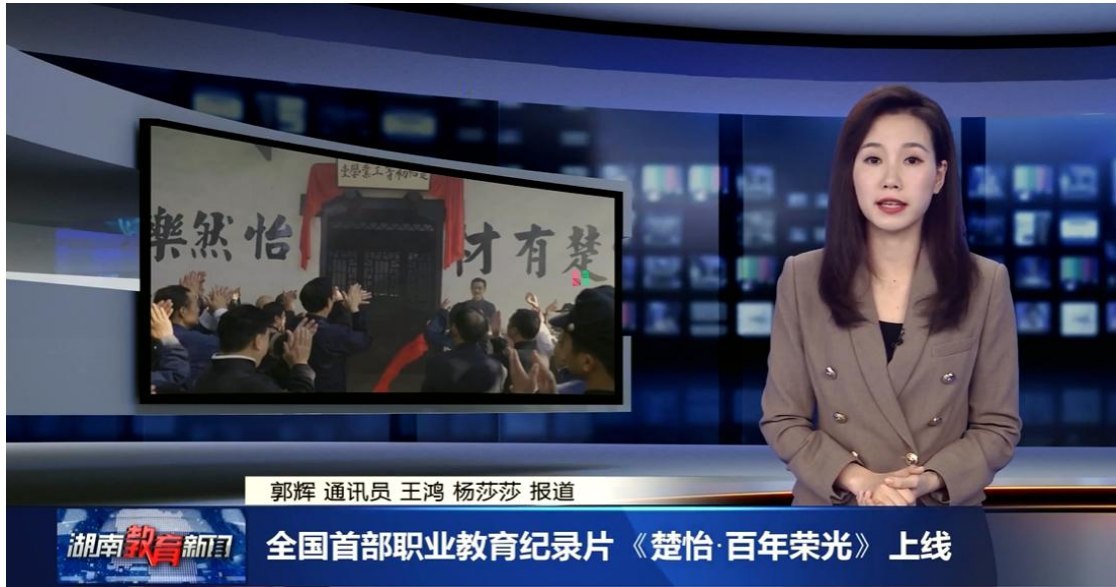 楚有材
怡然樂
郭辉 通讯员 王鸿 杨莎莎 报道
湖南教育新闻
全国首部职业教育纪录片《楚怡·百年荣光》上线